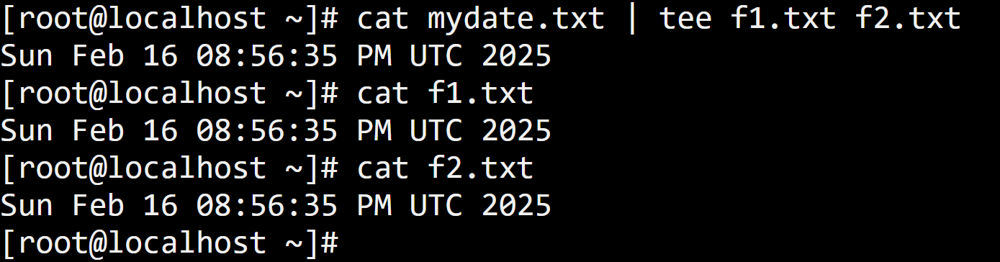 [root@localhost ~]# cat mydate.txt | tee f1.txt f2.txt
Sun Feb 16 08:56:35 PM UTC 2025
[root@localhost ~]# cat f1.txt
Sun Feb 16 08:56:35 PM UTC 2025
[root@localhost ~]# cat f2.txt
Sun Feb 16 08:56:35 PM UTC 2025
[root@localhost ~]#